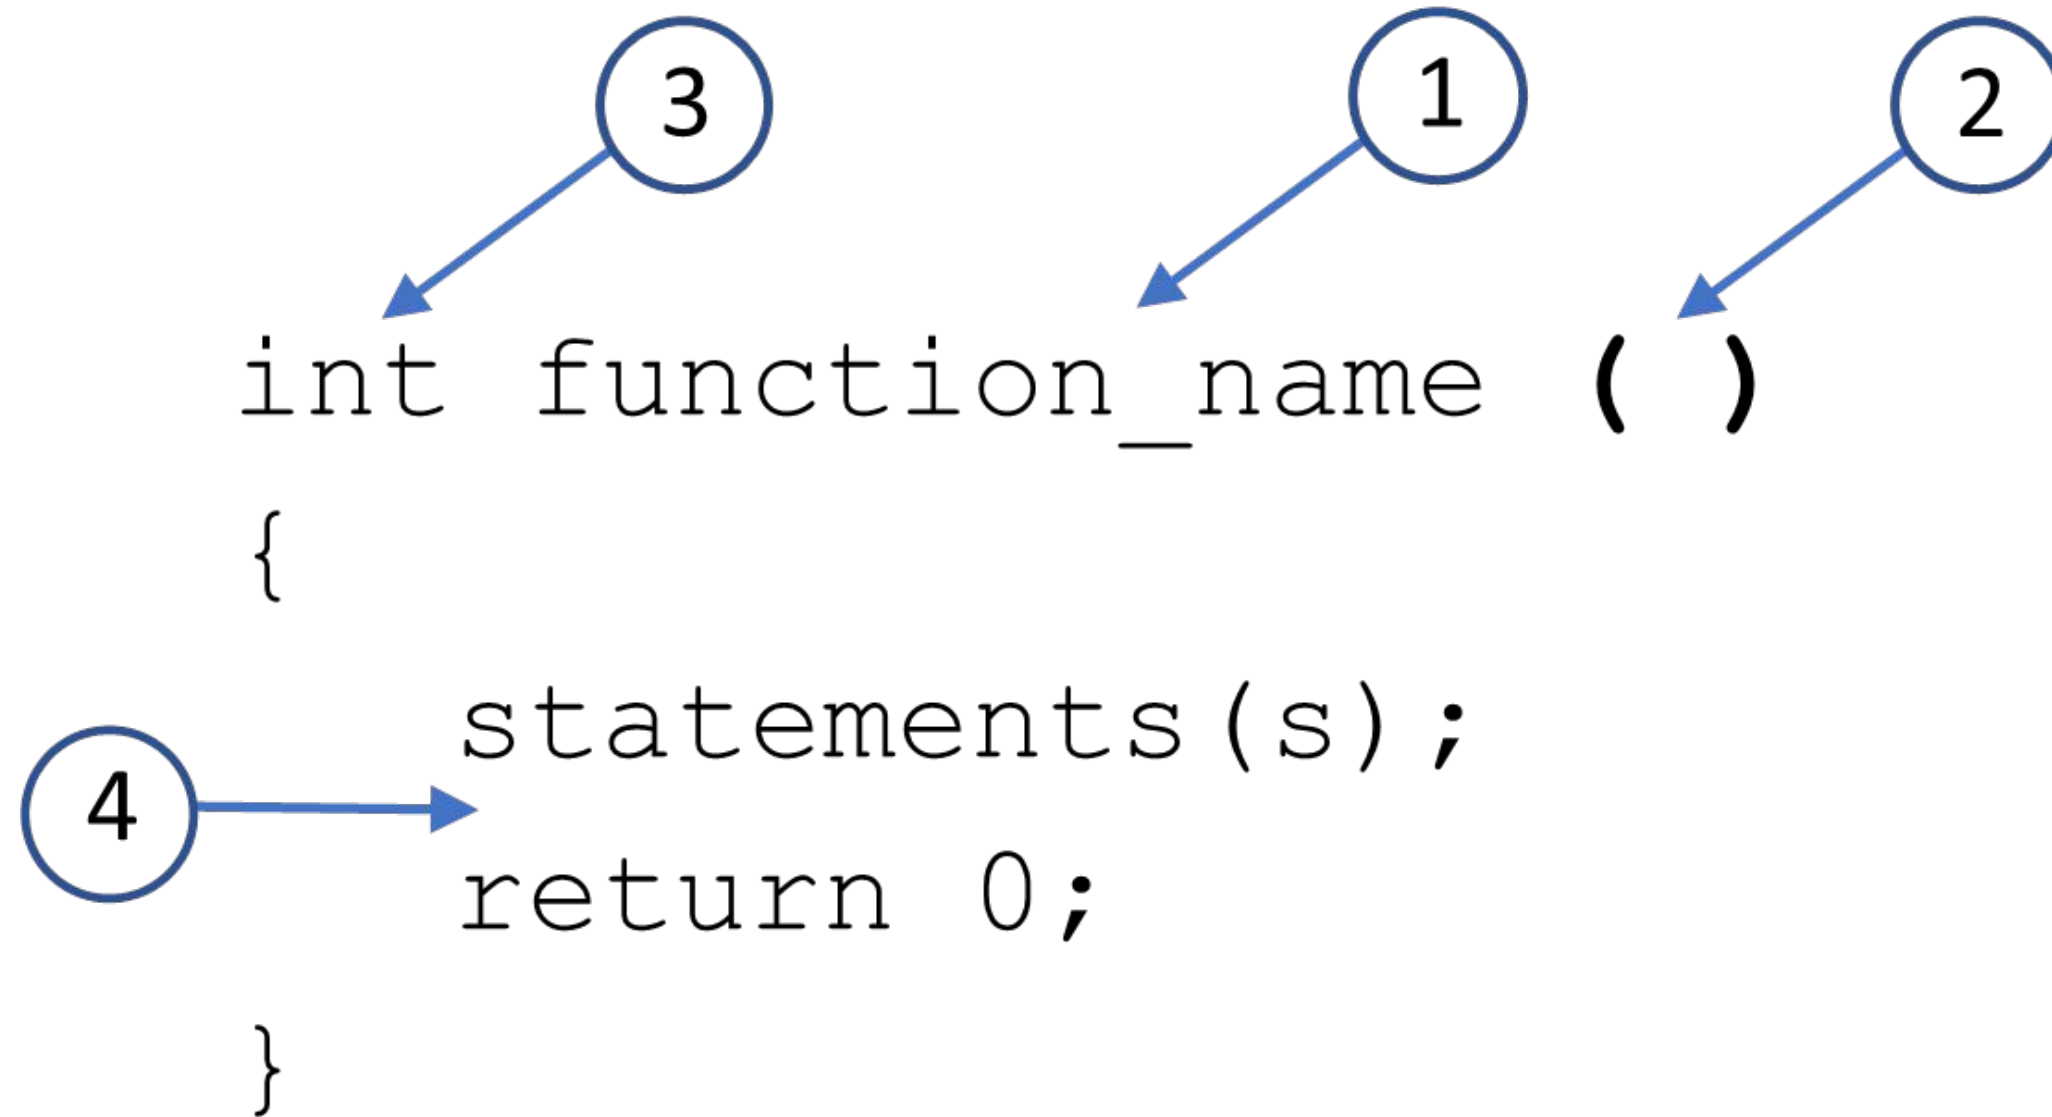 3 1 2
int function_name ( )
{
statements(s);
4
return 0;
}